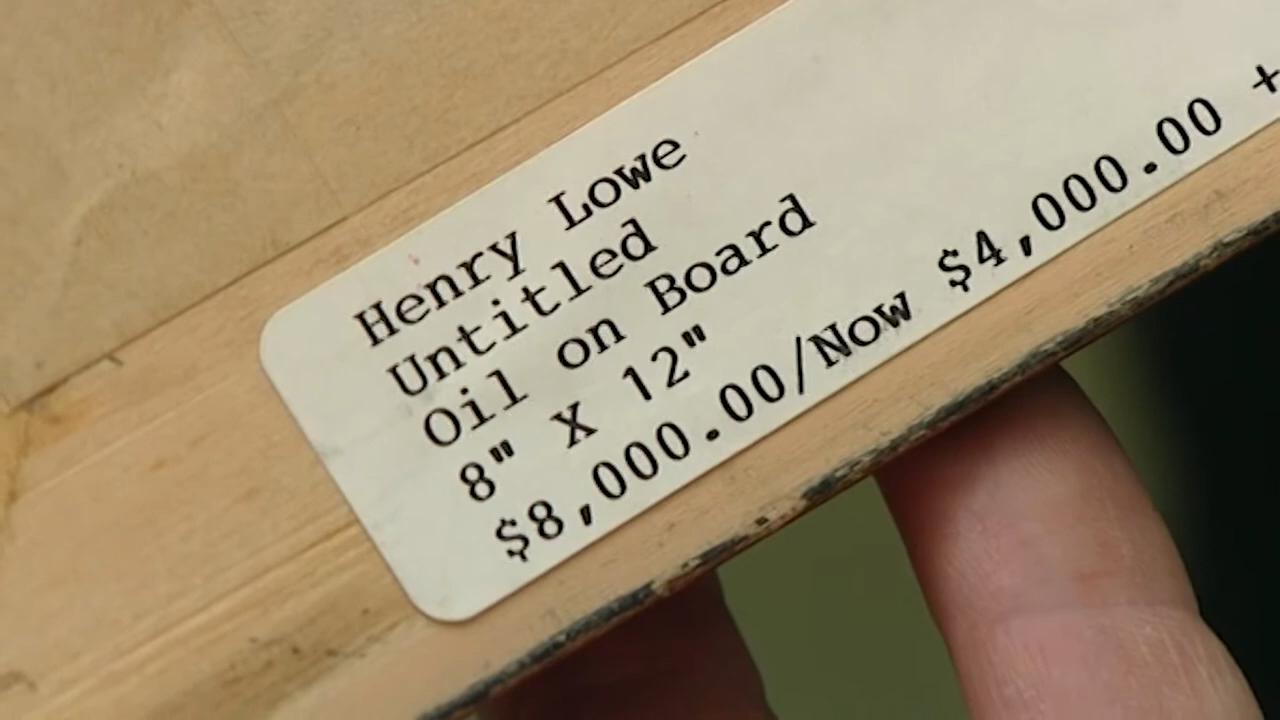 Henry Lowe
Untitled
Oil on Board
8" X 12"
$8,000.00/Now $4,000.00 +